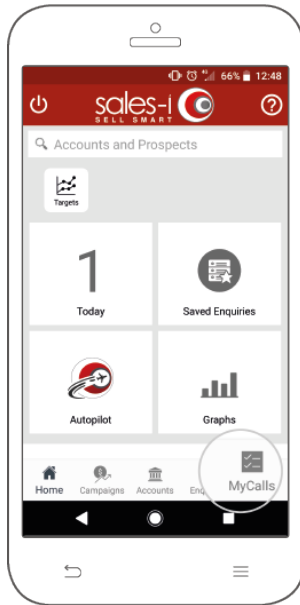 66% 12:48
sales-i
SELL SMART
Accounts and Prospects
Targets
1
Today
Saved Enquiries
Autopilot
Graphs
Home
Campaigns
Accounts
Enq
MyCalls